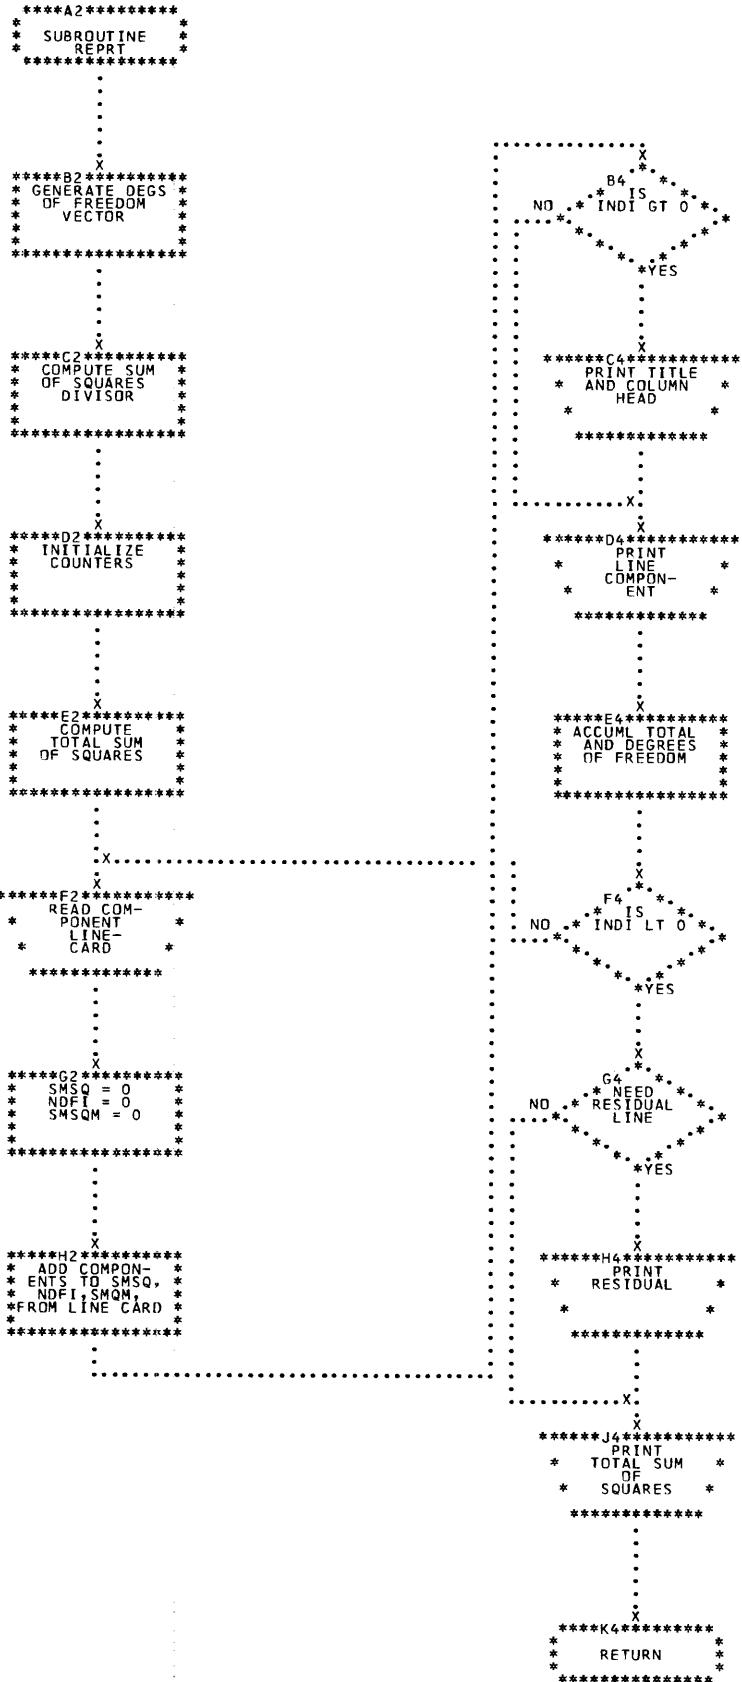 A2
SUBROUTINE
REPRT
B2
GENERATE DEGS
OF FREEDOM
VECTOR
C2
COMPUTE SUM
OF SQUARES
DIVISOR
D2
INITIALIZE
COUNTERS
E2
COMPUTE
TOTAL SUM
OF SQUARES
X
F2
READ COM-
PONENT
LINE-
CARD
X
G2
SMSQ = 0
NDFI = 0
SMSQM = 0
X
H2
ADD COMPON-
ENTS TO SMSQ,
NDFI,SMQM,
FROM LINE CARD
X
B4
IS
INDI GT 0
NO
YES
X
C4
PRINT TITLE
AND COLUMN
HEAD
X
X
D4
PRINT
LINE
COMPON-
ENT
X
E4
ACCUML TOTAL
AND DEGREES
OF FREEDOM
X
F4
IS
INDI LT 0
NO
YES
X
G4
NEED
RESIDUAL
LINE
NO
YES
X
H4
PRINT
RESIDUAL
X
X
J4
PRINT
TOTAL SUM
OF
SQUARES
X
K4
RETURN